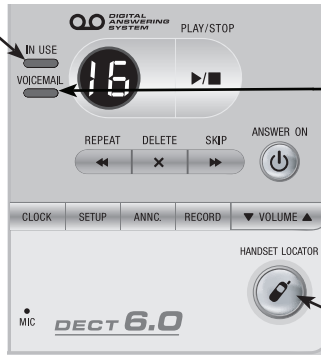 DIGITAL
ANSWERING
SYSTEM
PLAY/STOP
IN USE
VOICEMAIL
16
REPEAT DELETE SKIP
ANSWER ON
CLOCK SETUP ANNC. RECORD VOLUME
HANDSET LOCATOR
MIC
DECT 6.0